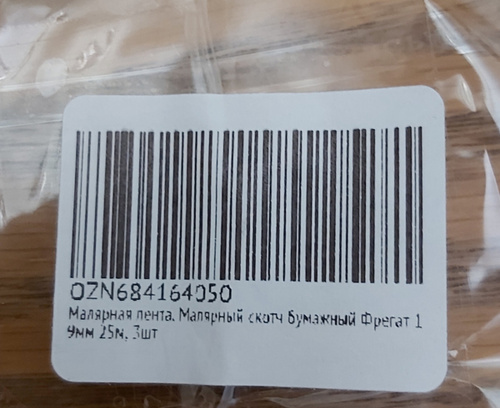 OZN684164050
Малярная лента. Малярный скотч бумажный Фрегат 1
9мм 25м, 3шт